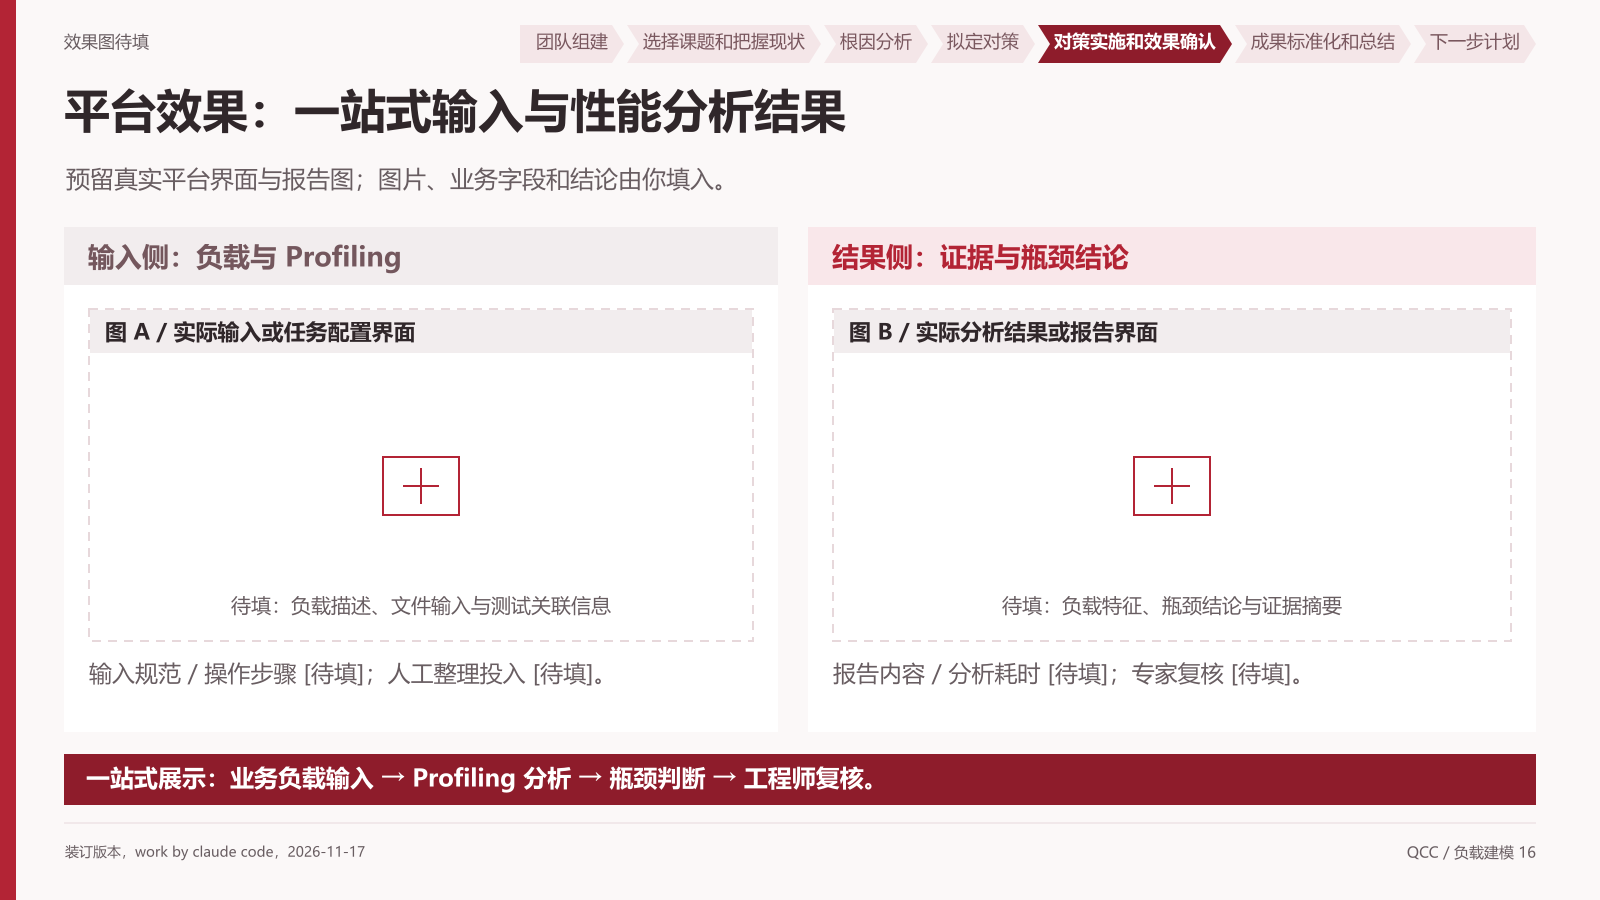 效果图待填
团队组建
选择课题和把握现状
根因分析
拟定对策
对策实施和效果确认
成果标准化和总结
下一步计划
平台效果：一站式输入与性能分析结果
预留真实平台界面与报告图；图片、业务字段和结论由你填入。
输入侧：负载与 Profiling
图 A / 实际输入或任务配置界面
待填：负载描述、文件输入与测试关联信息
输入规范 / 操作步骤 [待填]；人工整理投入 [待填]。
结果侧：证据与瓶颈结论
图 B / 实际分析结果或报告界面
待填：负载特征、瓶颈结论与证据摘要
报告内容 / 分析耗时 [待填]；专家复核 [待填]。
一站式展示：业务负载输入 → Profiling 分析 → 瓶颈判断 → 工程师复核。
装订版本，work by claude code，2026-11-17
QCC / 负载建模 16